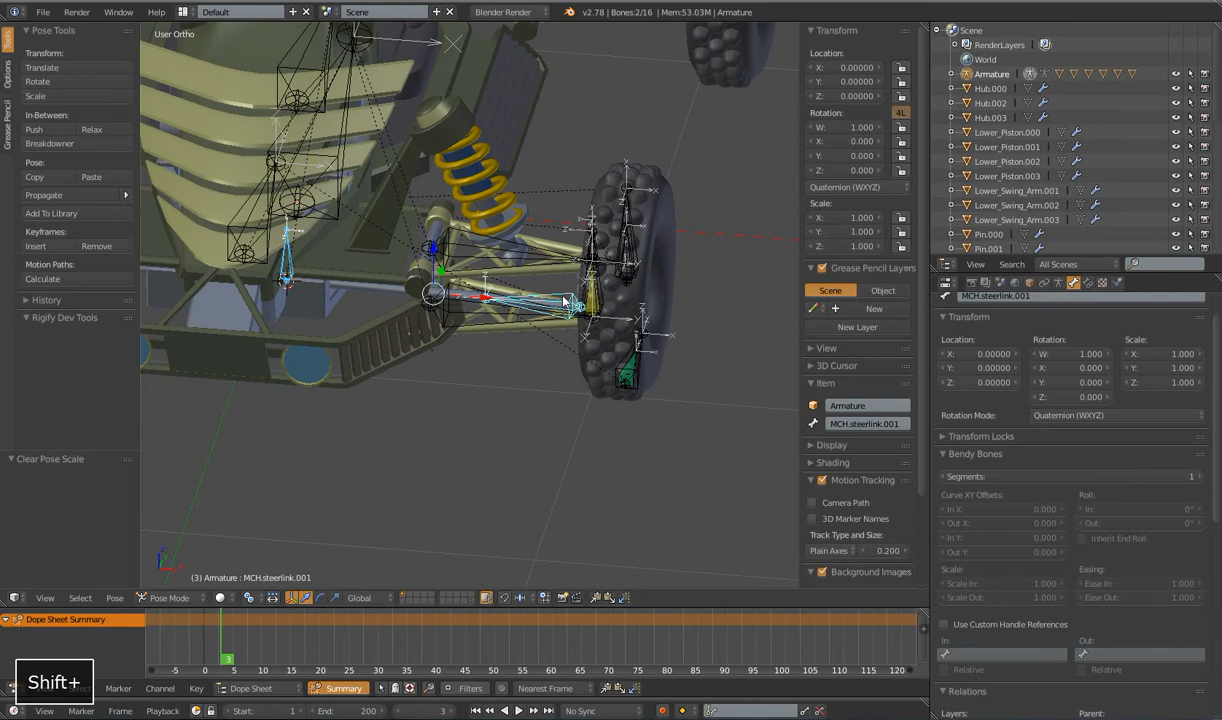 File Render Window Help Default Scene Blender Render v2.78 | Bones:2/16 | Mem:53.03M | Armature
User Ortho
Tools
Options
Grease Pencil
Pose Tools
Transform:
Translate
Rotate
Scale
In-Between:
Push Relax
Breakdowner
Pose:
Copy Paste
Propagate
Add To Library
Keyframes:
Insert Remove
Motion Paths:
Calculate
History
Rigify Dev Tools
Clear Pose Scale
(3) Armature : MCH.steerlink.001
Transform
Location:
X: 0.00000
Y: 0.00000
Z: 0.00000
Rotation: 4L
W: 1.000
X: 0.000
Y: 0.000
Z: 0.000
Quaternion (WXYZ)
Scale:
X: 1.000
Y: 1.000
Z: 1.000
Grease Pencil Layers
Scene Object
New
New Layer
View
3D Cursor
Item
Armature
MCH.steerlink.001
Display
Shading
Motion Tracking
Camera Path
3D Marker Names
Track Type and Size:
Plain Axes 0.200
Background Images
Scene
RenderLayers
World
Armature
Hub.000
Hub.002
Hub.003
Lower_Piston.000
Lower_Piston.001
Lower_Piston.002
Lower_Piston.003
Lower_Swing_Arm.001
Lower_Swing_Arm.002
Lower_Swing_Arm.003
Pin.000
Pin.001
View Search All Scenes
MCH.steerlink.001
Transform
Location: Rotation: Scale:
X: 0.00000 W: 1.000 X: 1.000
Y: 0.00000 X: 0.000 Y: 1.000
Z: 0.00000 Y: 0.000 Z: 1.000
Z: 0.000
Rotation Mode: Quaternion (WXYZ)
Transform Locks
Bendy Bones
Segments: 1
Curve XY Offsets: Roll:
In X: 0.000 In: 0°
Out X: 0.000 Out: 0°
In Y: 0.000 Inherit End Roll
Out Y: 0.000
Scale: Easing:
Scale In: 1.000 Ease In: 1.000
Scale Out: 1.000 Ease Out: 1.000
Use Custom Handle References
In: Out:
Relative Relative
Relations
Layers: Parent:
View Select Pose Pose Mode Global
Dope Sheet Summary
-5 0 5 10 15 20 25 30 35 40 45 50 55 60 65 70 75 80 85 90 95 100 105 110 115 120
3
Shift+
Marker Channel Key Dope Sheet Summary Filters Nearest Frame
View Marker Frame Playback Start: 1 End: 200 3 No Sync